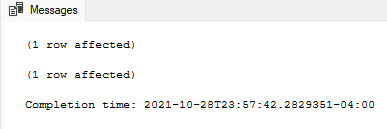 Messages
(1 row affected)
(1 row affected)
Completion time: 2021-10-28T23:57:42.2829351-04:00